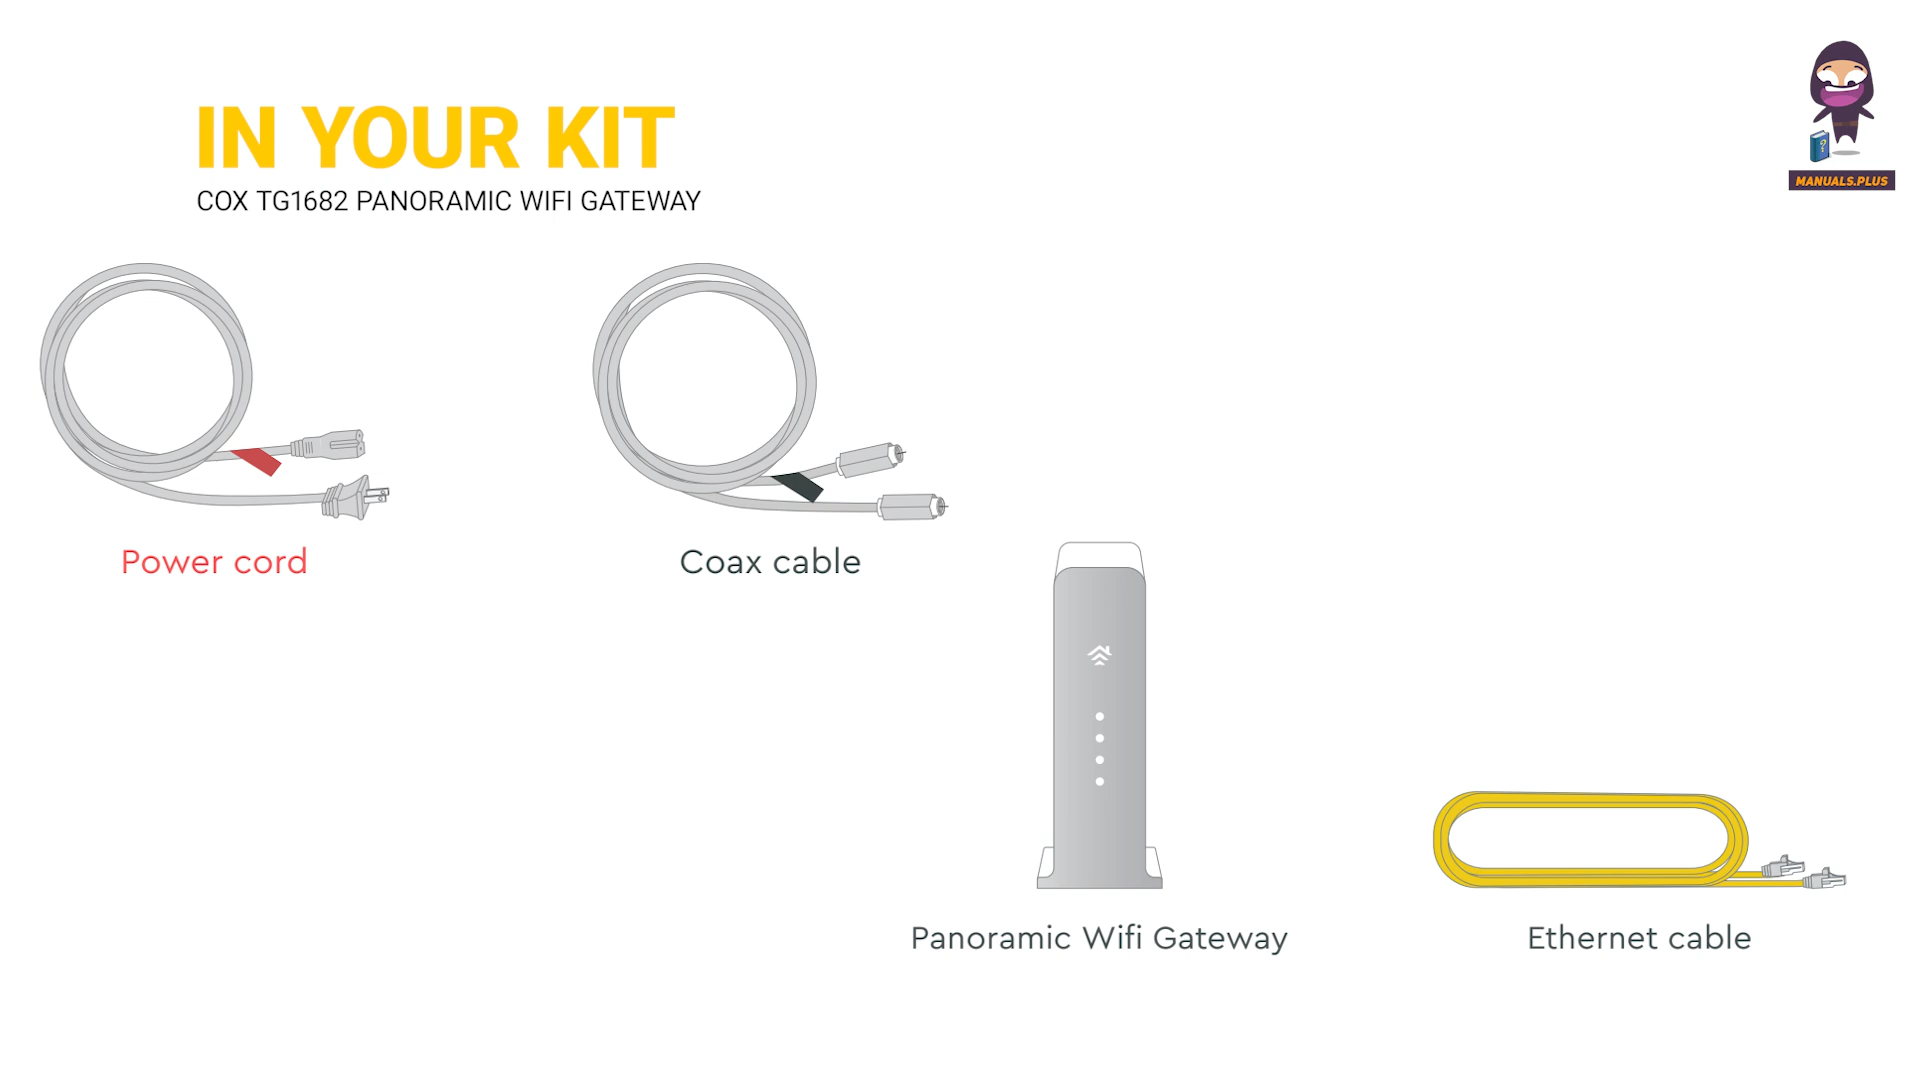 IN YOUR KIT
COX TG1682 PANORAMIC WIFI GATEWAY
?
MANUALS.PLUS
Power cord
Coax cable
Panoramic Wifi Gateway
Ethernet cable